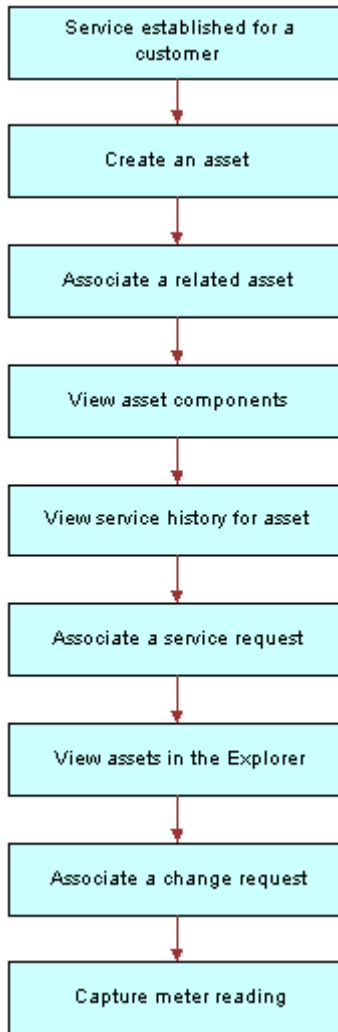 Service established for a
customer
Create an asset
Associate a related asset
View asset components
View service history for asset
Associate a service request
View assets in the Explorer
Associate a change request
Capture meter reading